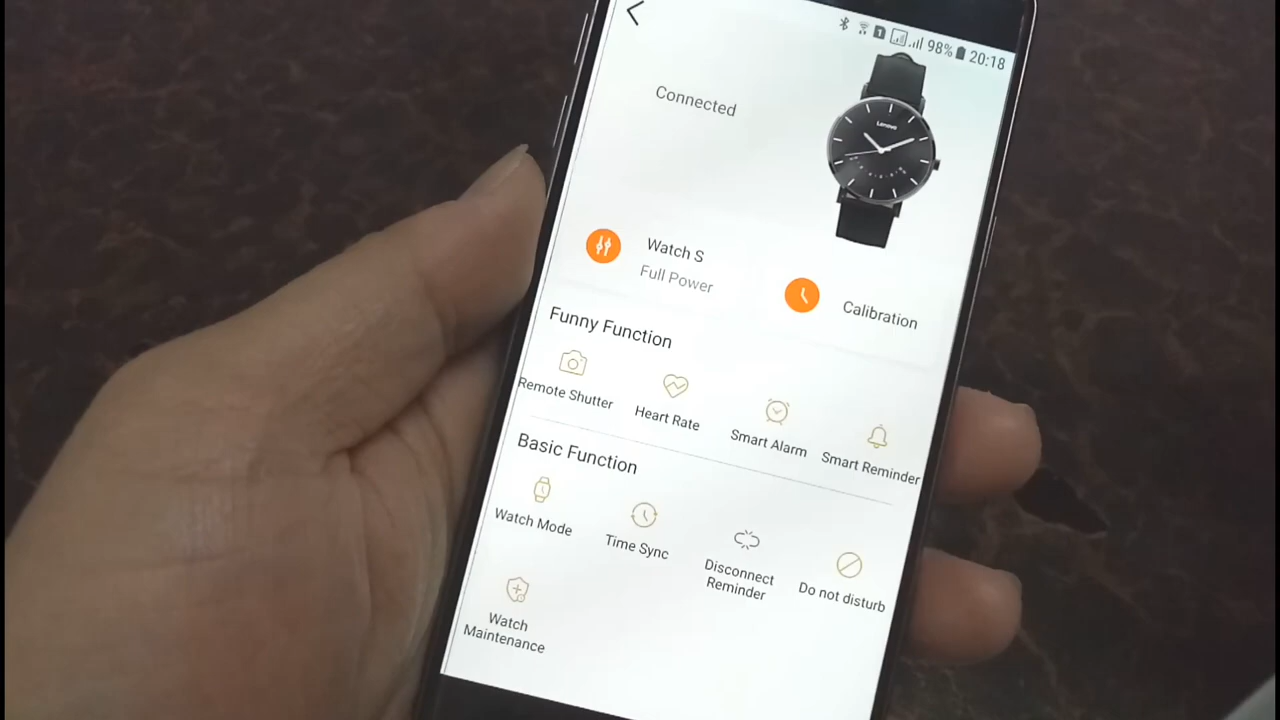 98% 20:18
Connected
Lenovo
Watch S
Full Power
Calibration
Funny Function
Remote Shutter
Heart Rate
Smart Alarm
Smart Reminder
Basic Function
Watch Mode
Time Sync
Disconnect
Reminder
Do not disturb
Watch
Maintenance